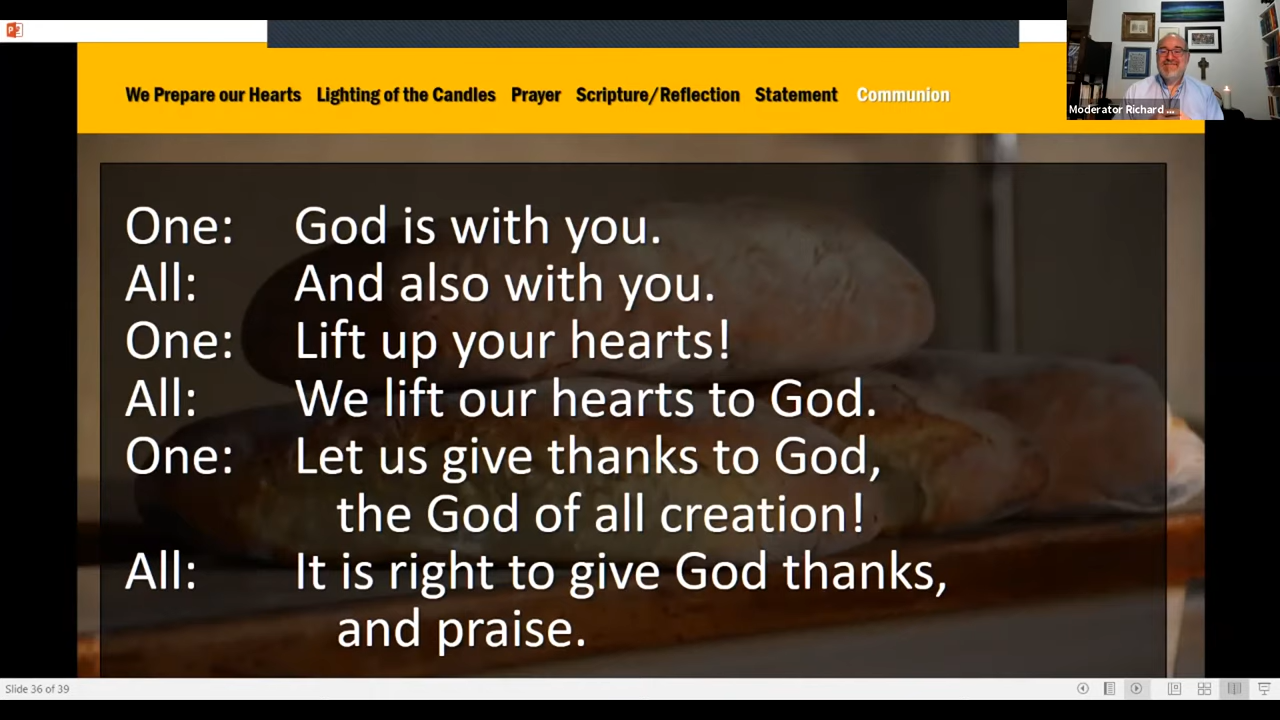 We Prepare our Hearts Lighting of the Candles Prayer Scripture/Reflection Statement Communion
Moderator Richard ...
One: God is with you.
All: And also with you.
One: Lift up your hearts!
All: We lift our hearts to God.
One: Let us give thanks to God,
the God of all creation!
All: It is right to give God thanks,
and praise.
Slide 36 of 39